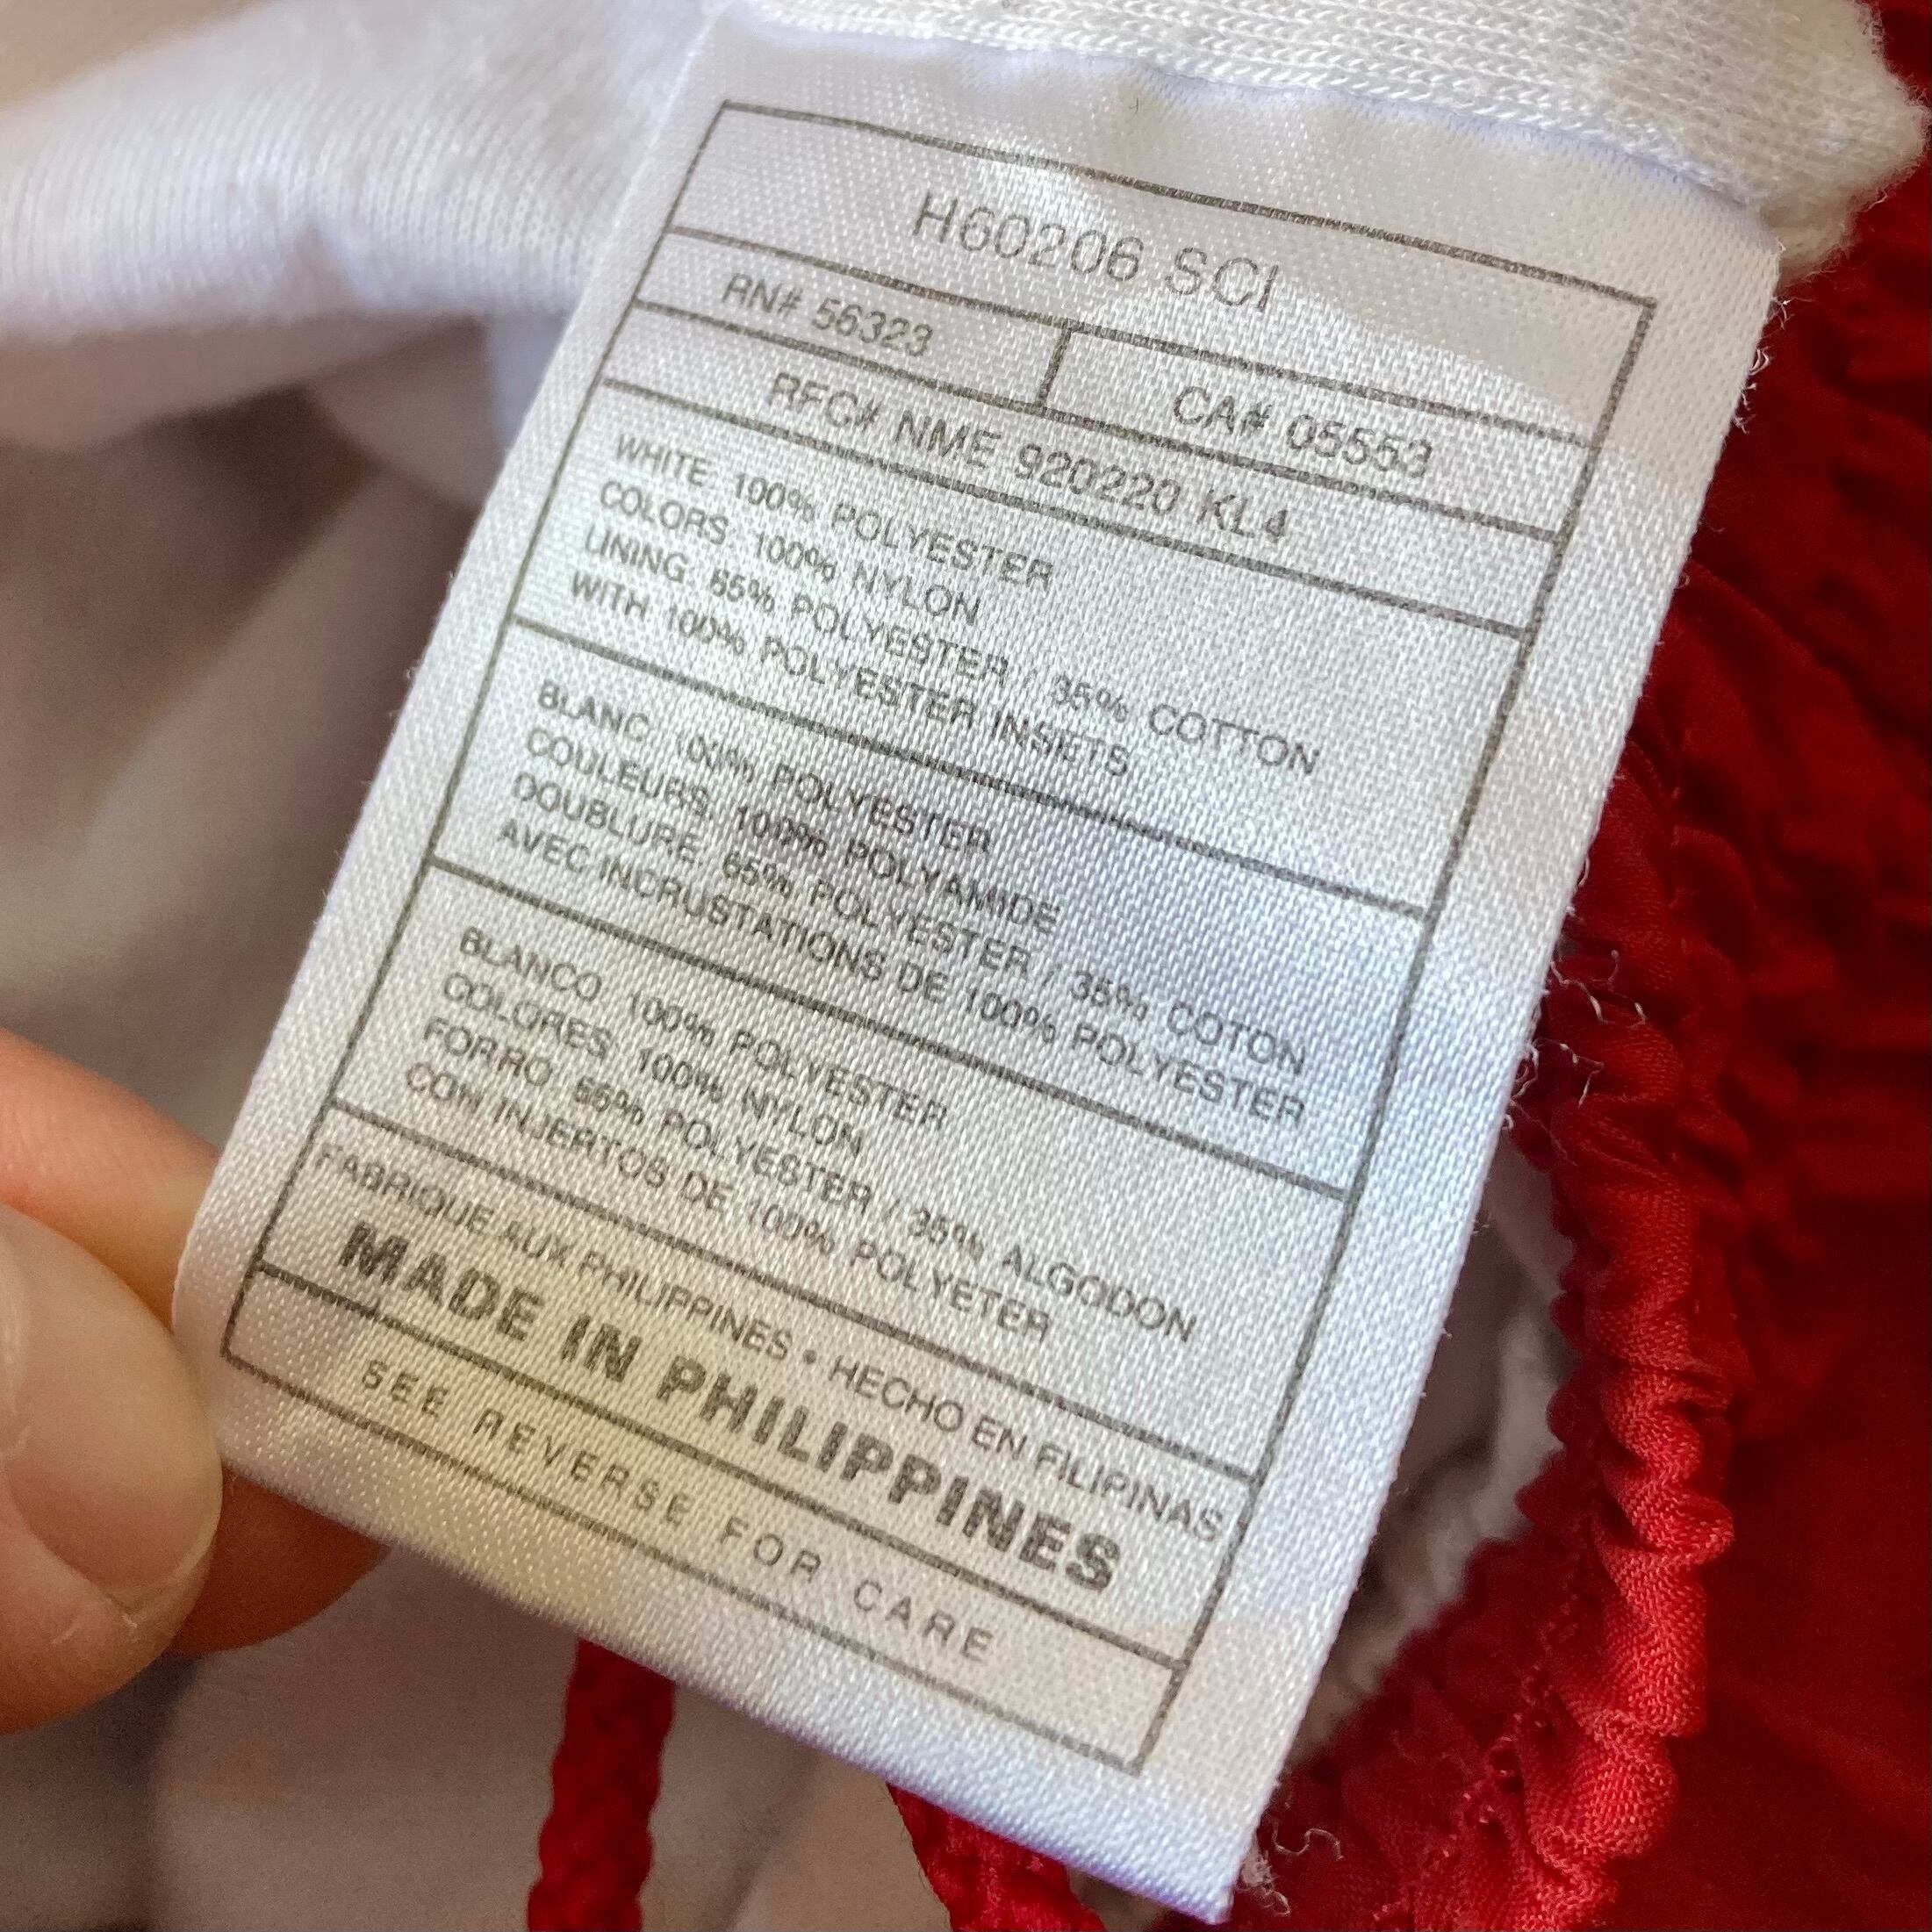 H60206 SCI
RN# 56323
CA# 05553
RFC# NME 920220 KL4
WHITE: 100% POLYESTER
COLORS: 100% NYLON
LINING: 65% POLYESTER / 35% COTTON
WITH 100% POLYESTER INSETS
BLANC: 100% POLYESTER
COULEURS: 100% POLYAMIDE
DOUBLURE: 65% POLYESTER / 35% COTON
AVEC INCRUSTATIONS DE 100% POLYESTER
BLANCO: 100% POLYESTER
COLORES: 100% NYLON
FORRO: 65% POLYESTER / 35% ALGODON
CON INJERTOS DE 100% POLYETER
FABRIQUE AUX PHILIPPINES • HECHO EN FILIPINAS
MADE IN PHILIPPINES
SEE REVERSE FOR CARE